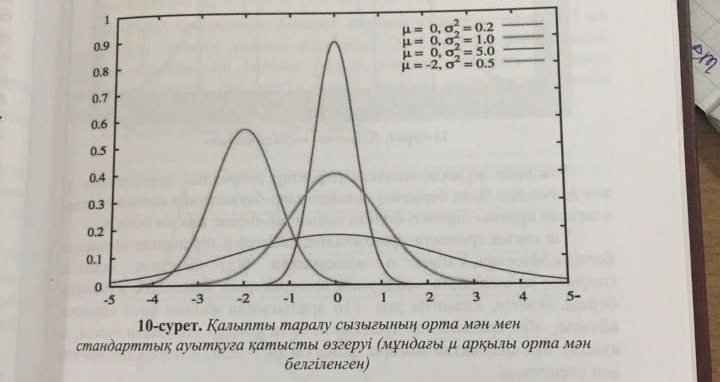 1
0.9
0.8
0.7
0.6
0.5
0.4
0.3
0.2
0.1
0
-5 -4 -3 -2 -1 0 1 2 3 4 5-
μ = 0, σ² = 0.2
μ = 0, σ² = 1.0
μ = 0, σ² = 5.0
μ = -2, σ² = 0.5
10-сурет. Қалыпты таралу сызығының орта мән мен
стандарттық ауытқуға қатысты өзгеруі (мұндағы μ арқылы орта мән
белгіленген)